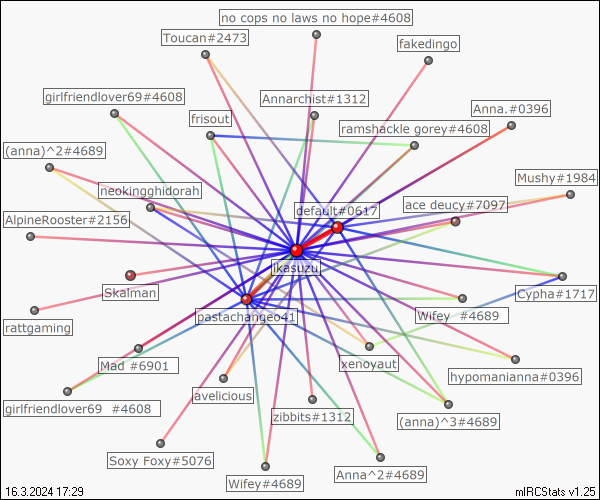 no cops no laws no hope#4608
Toucan#2473
fakedingo
girlfriendlover69#4608
Annarchist#1312
Anna.#0396
frisout
ramshackle gorey#4608
(anna)^2#4689
Mushy#1984
neokingghidorah
ace deucy#7097
default#0617
AlpineRooster#2156
ikasuzu
Skalman
Cypha#1717
pastachangeo41
Wifey   #4689
rattgaming
xenoyaut
Mad #6901
hypomanianna#0396
avelicious
girlfriendlover69   #4608
zibbits#1312
(anna)^3#4689
Soxy Foxy#5076
Anna^2#4689
Wifey#4689
16.3.2024 17:29
mIRCStats v1.25